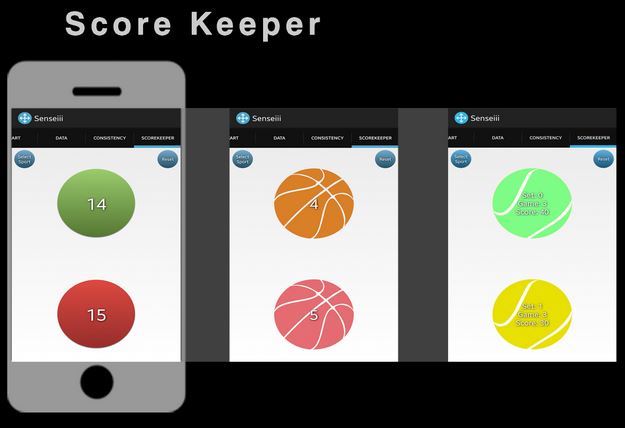 Score Keeper
Senseiii
ART DATA CONSISTENCY SCOREKEEPER
Select
Sport
Reset
14
15
Senseiii
ART DATA CONSISTENCY SCOREKEEPER
Select
Sport
Reset
4
5
Senseiii
ART DATA CONSISTENCY SCOREKEEPER
Select
Sport
Reset
Set: 0
Game: 3
Score: 40
Set: 1
Game: 3
Score: 30